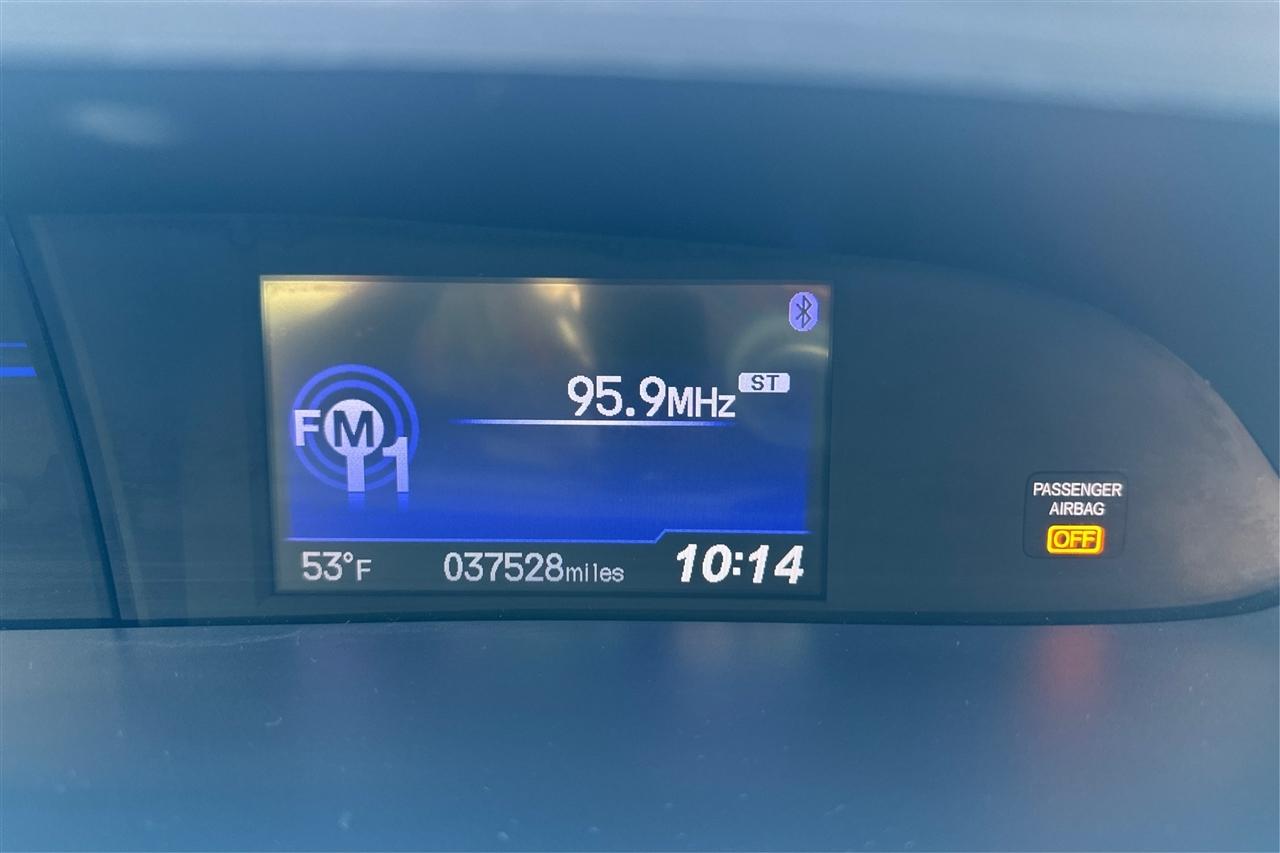 95.9MHz ST
FM
1
PASSENGER
AIRBAG
OFF
53°F 037528miles 10:14